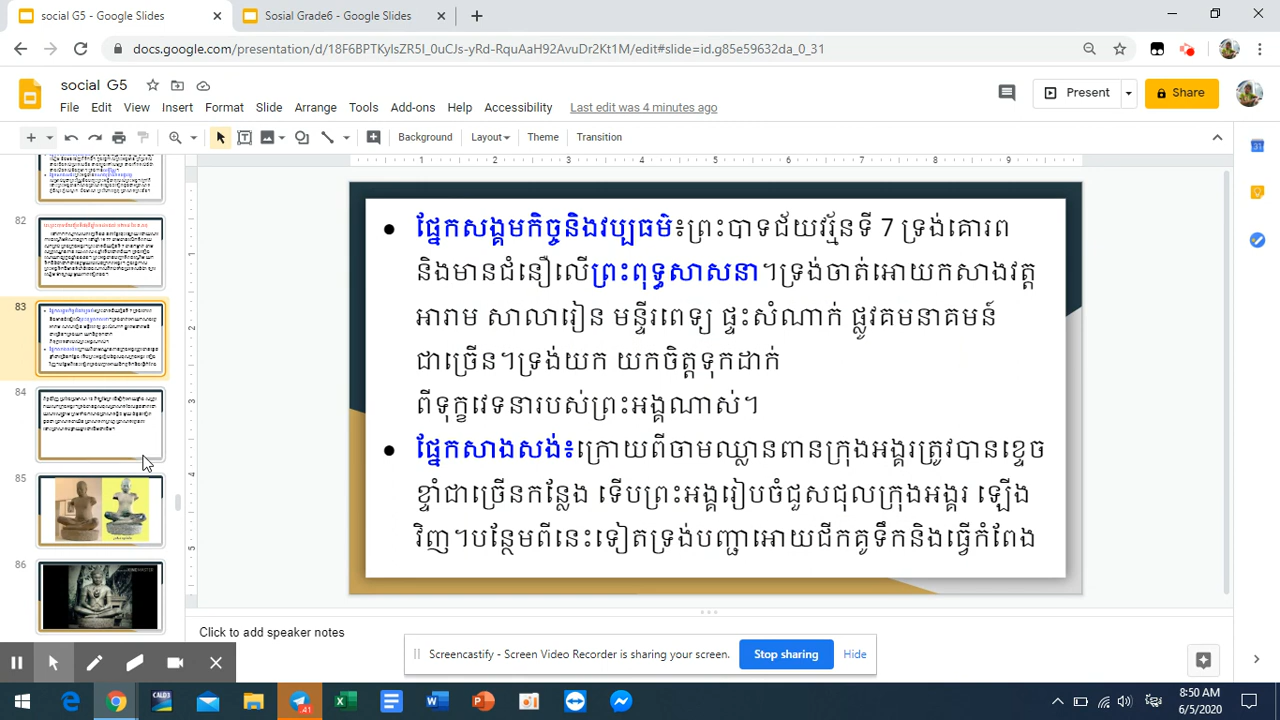 social G5 - Google Slides
Sosial Grade6 - Google Slides
docs.google.com/presentation/d/18F6BPTKylsZR5I_0uCJs-yRd-RquAaH92AvuDr2Kt1M/edit#slide=id.g85e59632da_0_31
social G5
File Edit View Insert Format Slide Arrange Tools Add-ons Help Accessibility Last edit was 4 minutes ago
Present
Share
Background Layout Theme Transition
1 2 3 4 5 6 7 8 9
82
83
84
85
86
● ផ្នែកសង្គមកិច្ចនិងវប្បធម៌៖ព្រះបាទជ័យវរ្ម័នទី 7 ទ្រង់គោរព
និងមានជំនឿលើព្រះពុទ្ធសាសនា។ទ្រង់ចាត់អោយកសាងវត្ត
អារាម សាលារៀន មន្ទីរពេទ្យ ផ្ទះសំណាក់ ផ្លូវគមនាគមន៍
ជាច្រើន។ទ្រង់យក យកចិត្តទុកដាក់
ពីទុក្ខវេទនារបស់ព្រះអង្គណាស់។
● ផ្នែកសាងសង់៖ក្រោយពីចាមឈ្លានពានក្រុងអង្គរត្រូវបានខ្ទេច
ខ្ទាំជាច្រើនកន្លែង ទើបព្រះអង្គរៀបចំជួសជុលក្រុងអង្គរ ឡើង
វិញ។បន្ថែមពីនេះទៀតទ្រង់បញ្ជាអោយជីកគូទឹកនិងធ្វើកំពែង
Click to add speaker notes
Screencastify - Screen Video Recorder is sharing your screen.
Stop sharing
Hide
8:50 AM
6/5/2020